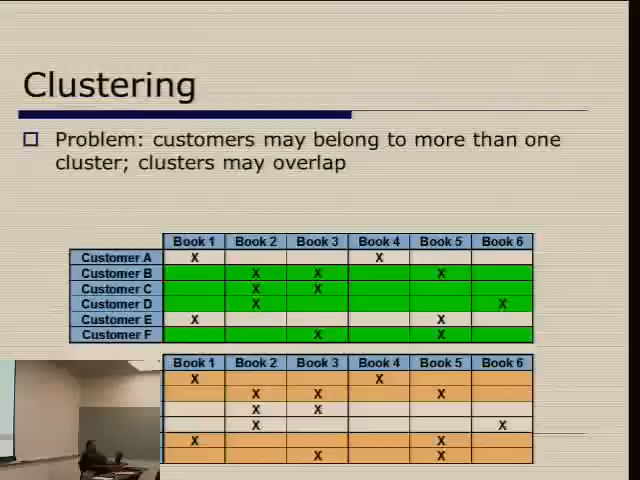 Clustering
Problem: customers may belong to more than one
cluster; clusters may overlap
Book 1 Book 2 Book 3 Book 4 Book 5 Book 6
Customer A X X
Customer B X X X
Customer C X X
Customer D X X
Customer E X X
Customer F X X
Book 1 Book 2 Book 3 Book 4 Book 5 Book 6
X X
X X X
X X
X X
X X
X X